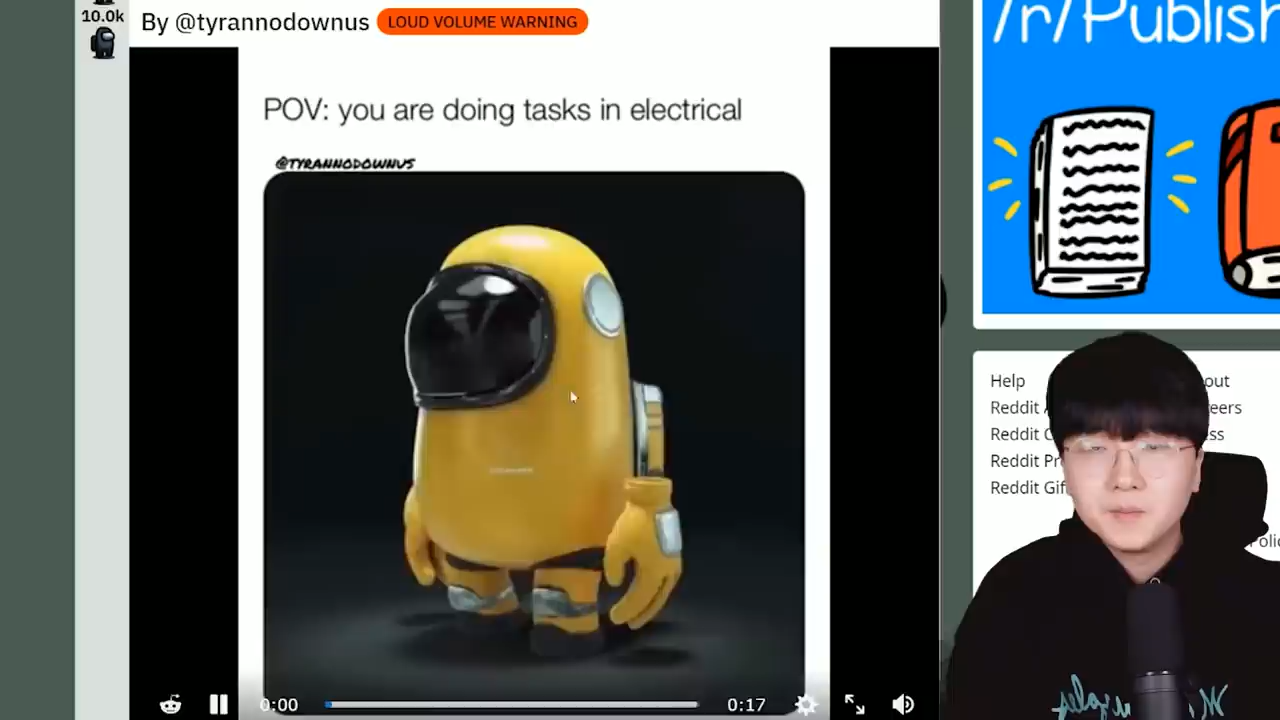 10.0k
By @tyrannodownus LOUD VOLUME WARNING
POV: you are doing tasks in electrical
@TYRANNODOWNUS
0:00
0:17
/r/Publish
Help
out
Reddit
eers
Reddit
ss
Reddit Pr
Reddit Gif
Polic